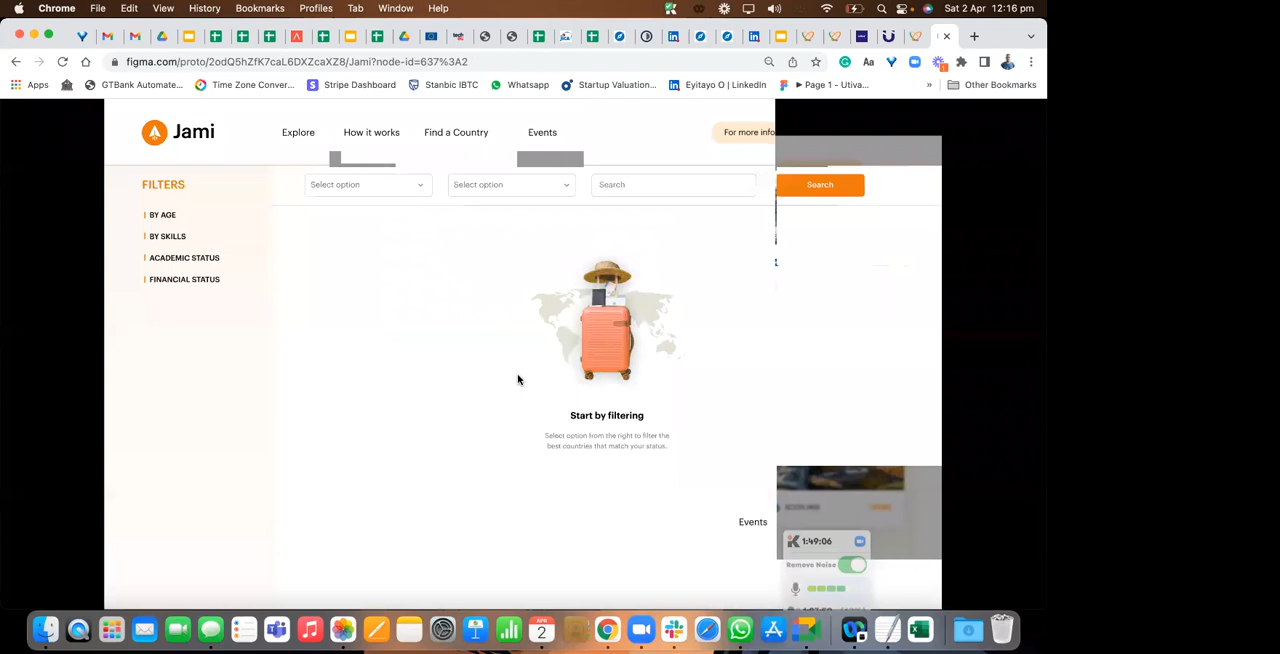 Chrome File Edit View History Bookmarks Profiles Tab Window Help Sat 2 Apr 12:16 pm
figma.com/proto/2odQ5hZfK7caL6DXZcaXZ8/Jami?node-id=637%3A2
Apps GTBank Automate... Time Zone Conver... Stripe Dashboard Stanbic IBTC Whatsapp Startup Valuation... Eyitayo O | LinkedIn ►Page 1 - Utiva... » Other Bookmarks
Jami Explore How it works Find a Country Events For more info
FILTERS Select option Select option Search Search
BY AGE
BY SKILLS
ACADEMIC STATUS
FINANCIAL STATUS
Start by filtering
Select option from the right to filter the
best countries that match your status.
Events
1:49:06
Remove Noise
APR
2